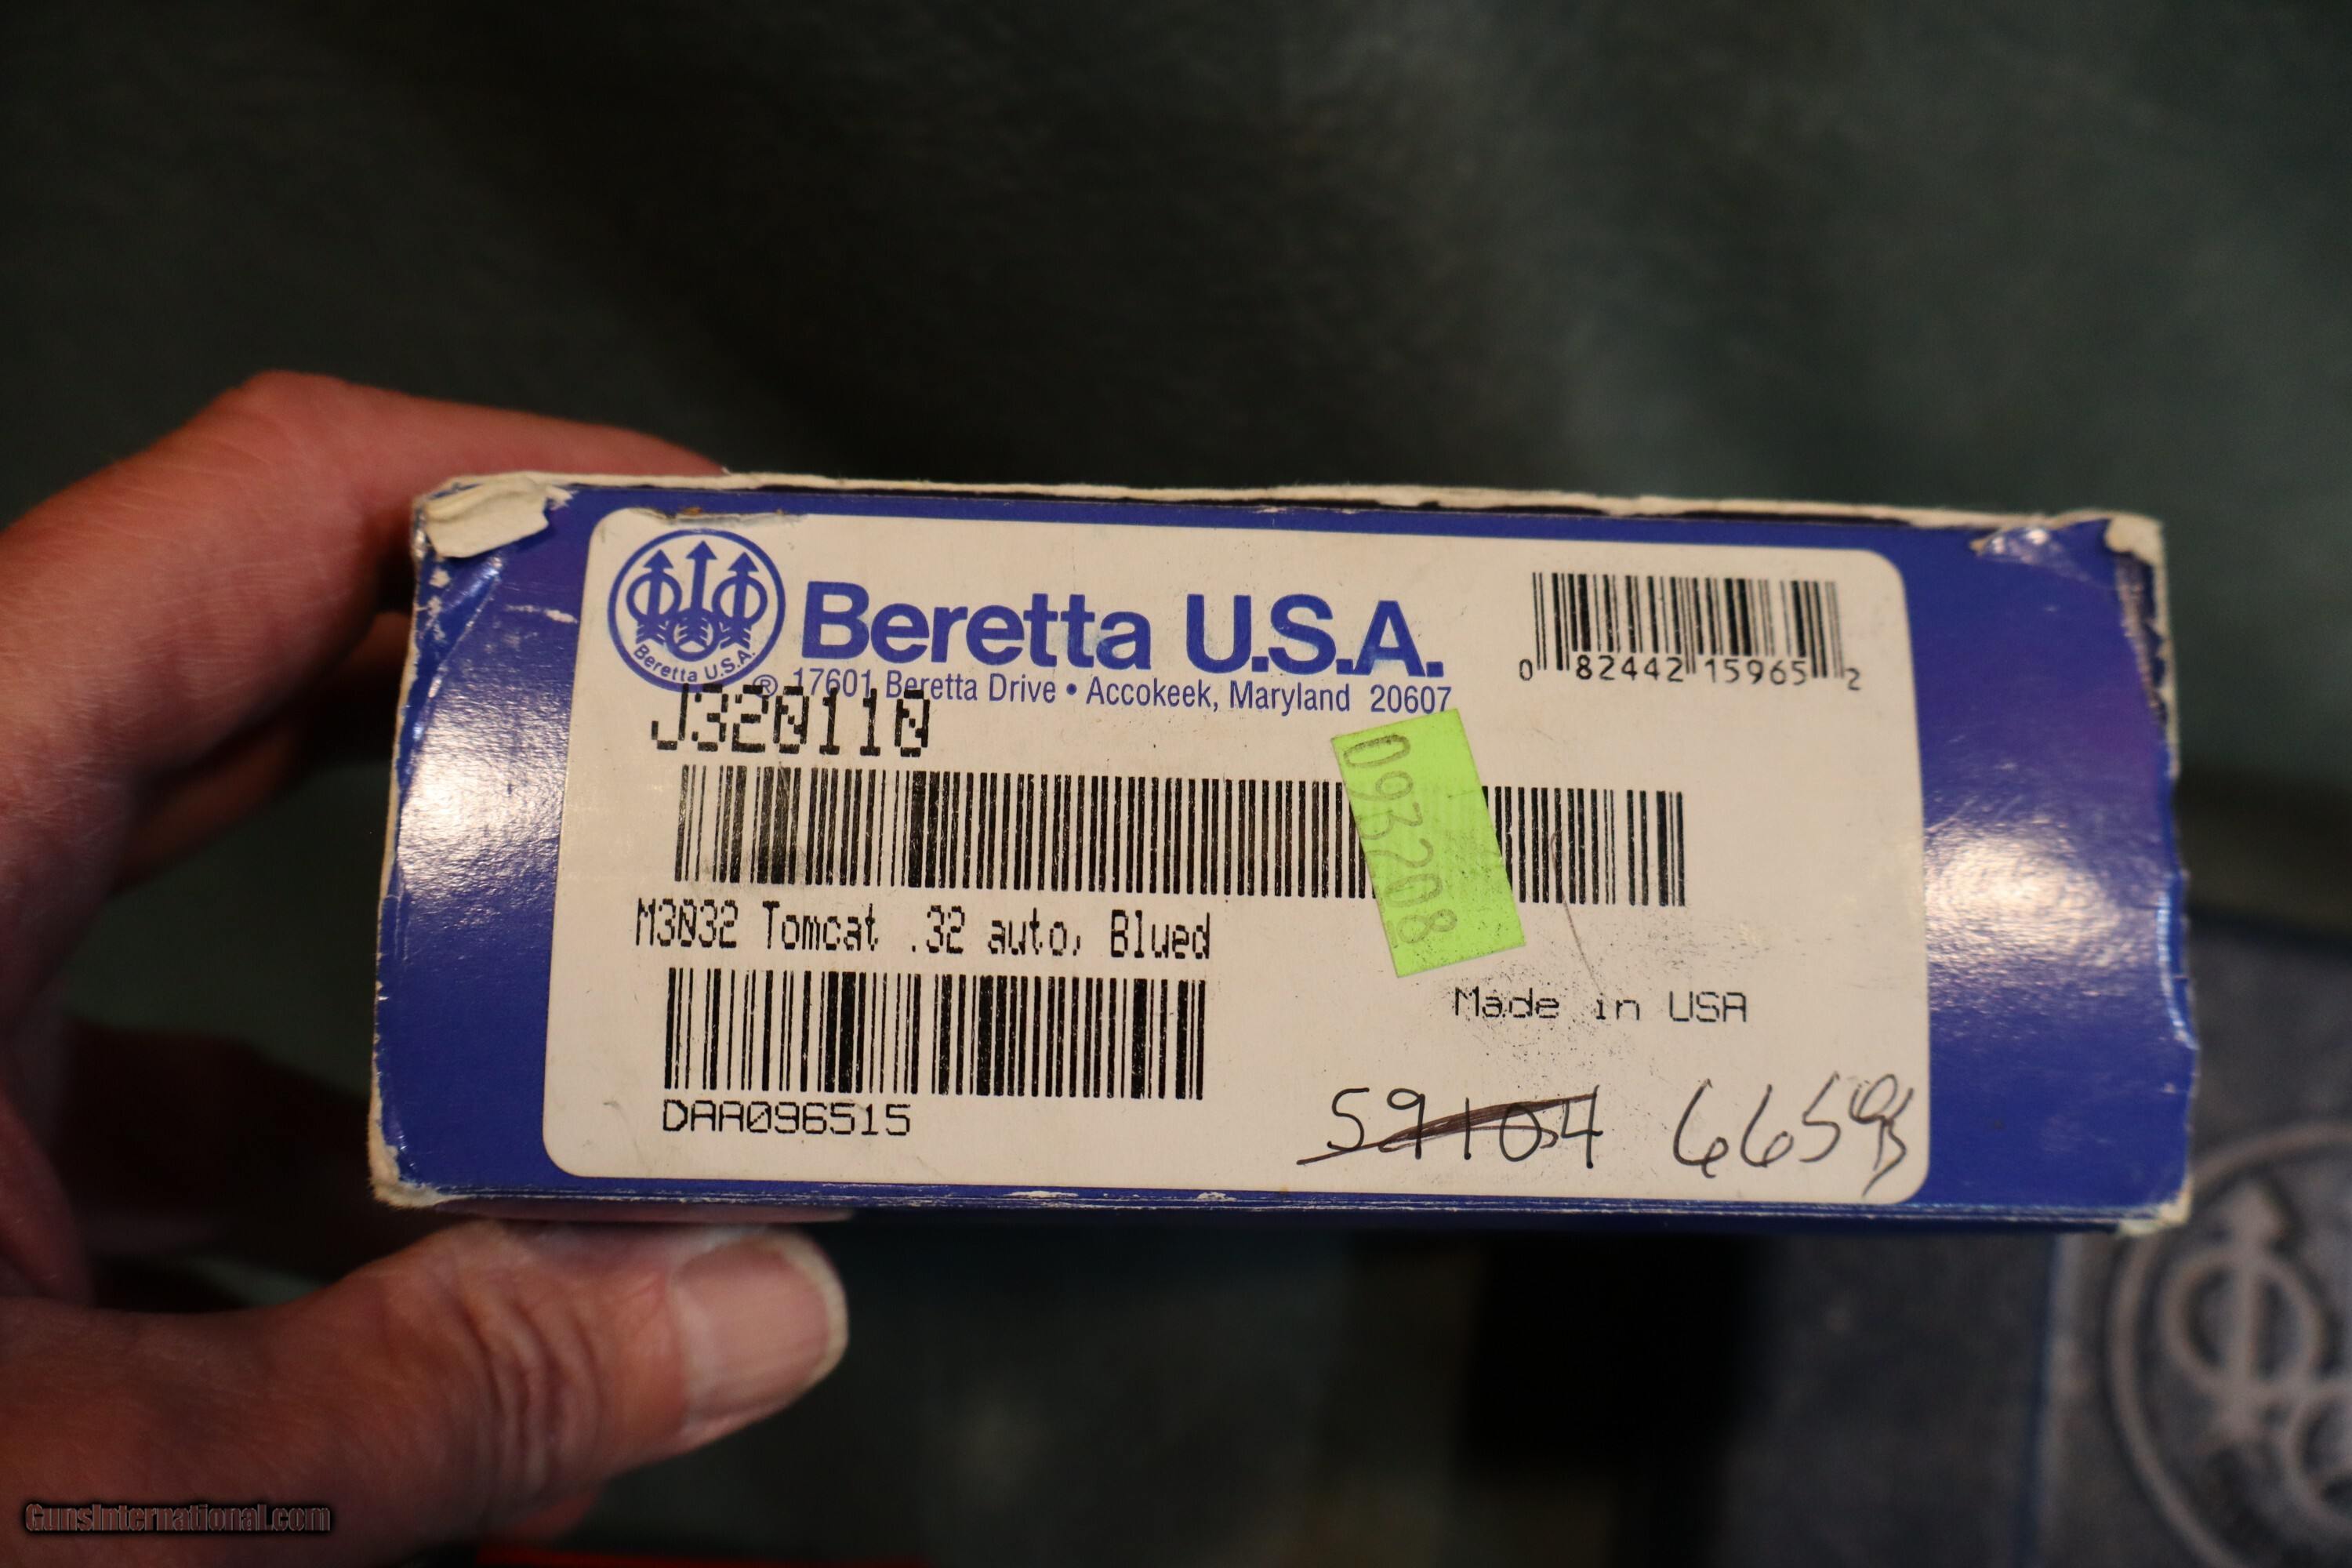 Beretta U.S.A.
Beretta U.S.A.
® 17601 Beretta Drive • Accokeek, Maryland 20607
0 82442 15965 2
J320110
093208
M3032 Tomcat .32 auto, Blued
Made in USA
DAA096515
59104
GunsInternational.com